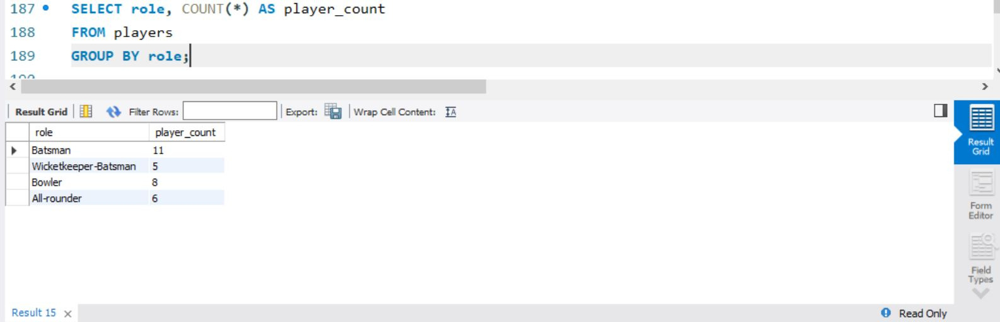 187 SELECT role, COUNT(*) AS player_count
188 FROM players
189 GROUP BY role;
190
Result Grid Filter Rows: Export: Wrap Cell Content: IA
role player_count
Batsman 11
Wicketkeeper-Batsman 5
Bowler 8
All-rounder 6
Result
Grid
Form
Editor
Field
Types
Result 15 × Read Only